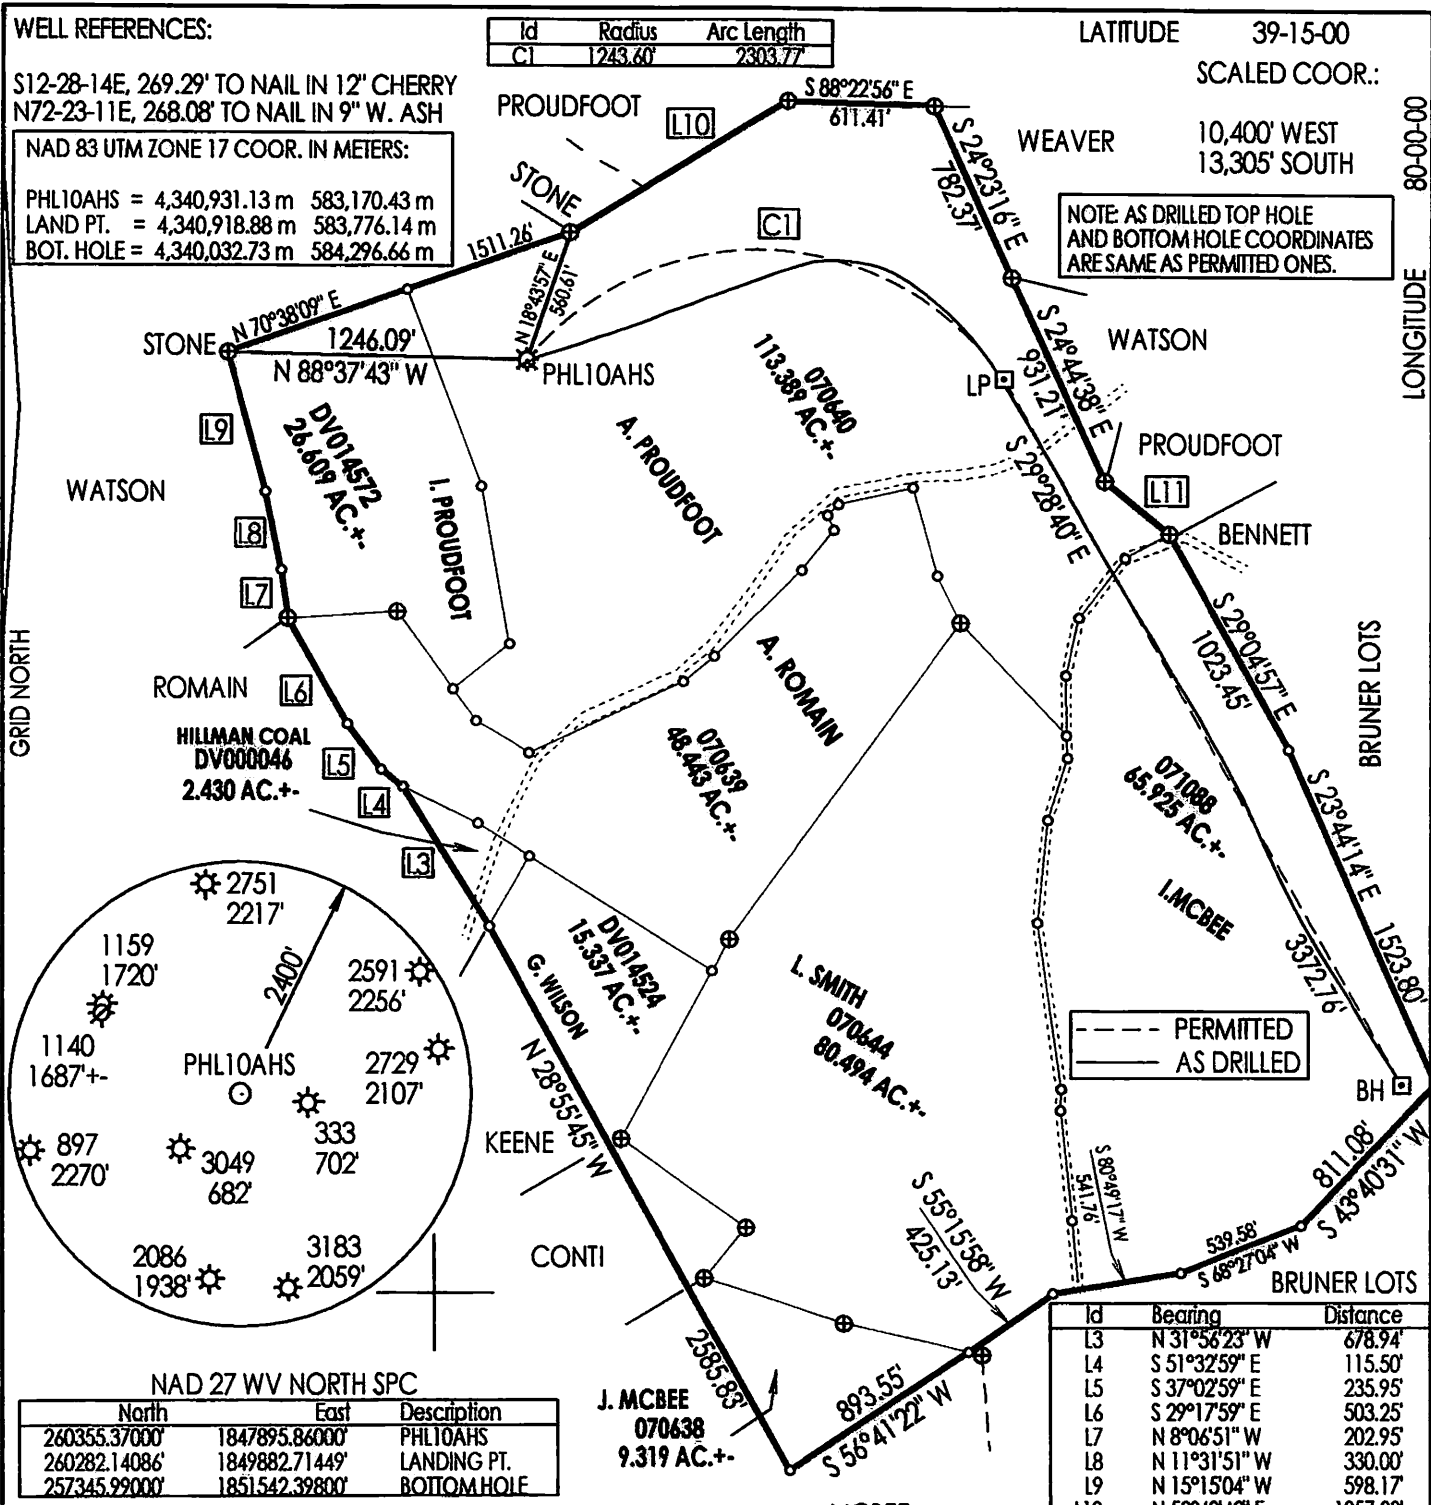 WELL REFERENCES:
S12-28-14E, 269.29' TO NAIL IN 12" CHERRY
N72-23-11E, 268.08' TO NAIL IN 9" W. ASH
NAD 83 UTM ZONE 17 COOR. IN METERS:
PHL10AHS = 4,340,931.13 m 583,170.43 m
LAND PT. = 4,340,918.88 m 583,776.14 m
BOT. HOLE = 4,340,032.73 m 584,296.66 m
Id Radius Arc Length
C1 1243.60' 2303.77'
LATITUDE 39-15-00
SCALED COOR.:
10,400' WEST
13,305' SOUTH
LONGITUDE 80-00-00
NOTE: AS DRILLED TOP HOLE
AND BOTTOM HOLE COORDINATES
ARE SAME AS PERMITTED ONES.
PROUDFOOT
L10
S 88°22'56" E
611.41'
WEAVER
S 24°23'16" E
782.37'
STONE
1511.26'
N 70°38'09" E
N 18°43'57" E
560.61'
C1
STONE
1246.09'
N 88°37'43" W
PHL10AHS
LP
WATSON
S 24°44'38" E
931.21'
L9
WATSON
DV014572
26.609 AC.+-
I. PROUDFOOT
A. PROUDFOOT
070640
113.389 AC.+-
S 29°28'40" E
PROUDFOOT
L11
BENNETT
L8
L7
GRID NORTH
ROMAIN
L6
HILLMAN COAL
DV000046
2.430 AC.+-
L5
L4
L3
A. ROMAIN
070639
48.443 AC.+-
S 29°04'57" E
1023.45'
BRUNER LOTS
071088
65.925 AC.+-
I.MCBEE
S 23°44'14" E
1523.80'
3372.76'
2751
2217'
1159
1720'
2400'
2591
2256'
1140
1687'+-
PHL10AHS
2729
2107'
333
702'
897
2270'
3049
682'
2086
1938'
3183
2059'
DV014524
15.337 AC.+-
G. WILSON
N 28°55'45" W
2585.83'
KEENE
CONTI
L. SMITH
070644
80.494 AC.+-
PERMITTED
AS DRILLED
BH
811.08'
S 43°40'31" W
S 80°49'17" W
541.76'
539.58'
S 68°27'04" W
S 55°15'58" W
425.13'
BRUNER LOTS
893.55'
S 56°41'22" W
J. MCBEE
070638
9.319 AC.+-
NAD 27 WV NORTH SPC
North East Description
260355.37000' 1847895.86000' PHL10AHS
260282.14086' 1849882.71449' LANDING PT.
257345.99000' 1851542.39800' BOTTOM HOLE
Id Bearing Distance
L3 N 31°56'23" W 678.94'
L4 S 51°32'59" E 115.50'
L5 S 37°02'59" E 235.95'
L6 S 29°17'59" E 503.25'
L7 N 8°06'51" W 202.95'
L8 N 11°31'51" W 330.00'
L9 N 15°15'04" W 598.17'